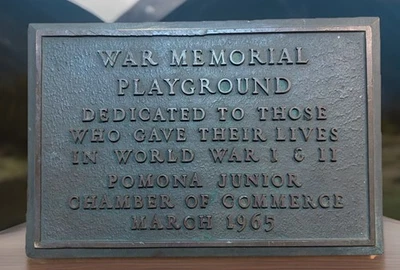 WAR MEMORIAL
PLAYGROUND
DEDICATED TO THOSE
WHO GAVE THEIR LIVES
IN WORLD WAR I & II
POMONA JUNIOR
CHAMBER OF COMMERCE
MARCH 1965